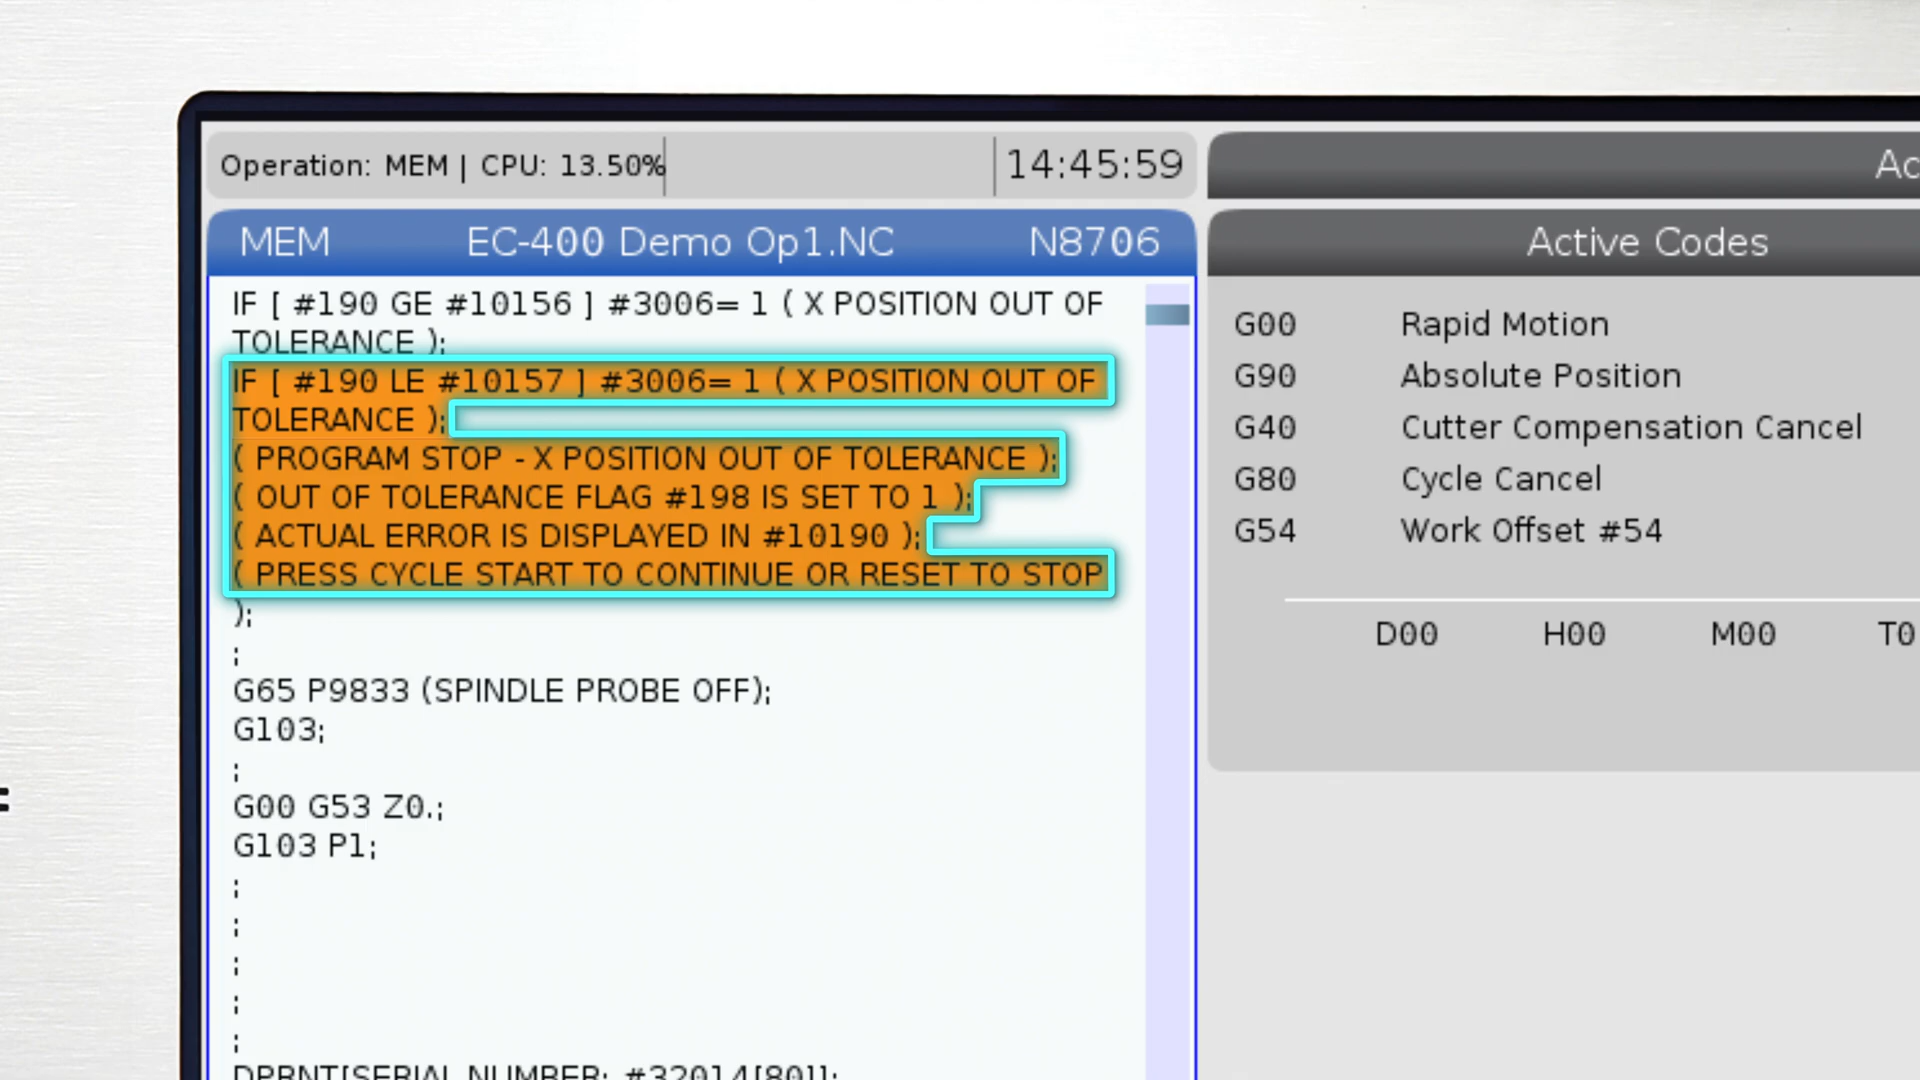 Operation: MEM | CPU: 13.50%
14:45:59
MEM EC-400 Demo Op1.NC N8706
IF [ #190 GE #10156 ] #3006= 1 ( X POSITION OUT OF
TOLERANCE );
IF [ #190 LE #10157 ] #3006= 1 ( X POSITION OUT OF
TOLERANCE );
( PROGRAM STOP - X POSITION OUT OF TOLERANCE );
( OUT OF TOLERANCE FLAG #198 IS SET TO 1 );
( ACTUAL ERROR IS DISPLAYED IN #10190 );
( PRESS CYCLE START TO CONTINUE OR RESET TO STOP
);
;
G65 P9833 (SPINDLE PROBE OFF);
G103;
;
G00 G53 Z0.;
G103 P1;
;
;
;
;
;
DPRNT[SERIAL NUMBER: #32014[80]];
Active Codes
G00 Rapid Motion
G90 Absolute Position
G40 Cutter Compensation Cancel
G80 Cycle Cancel
G54 Work Offset #54
D00 H00 M00 T0